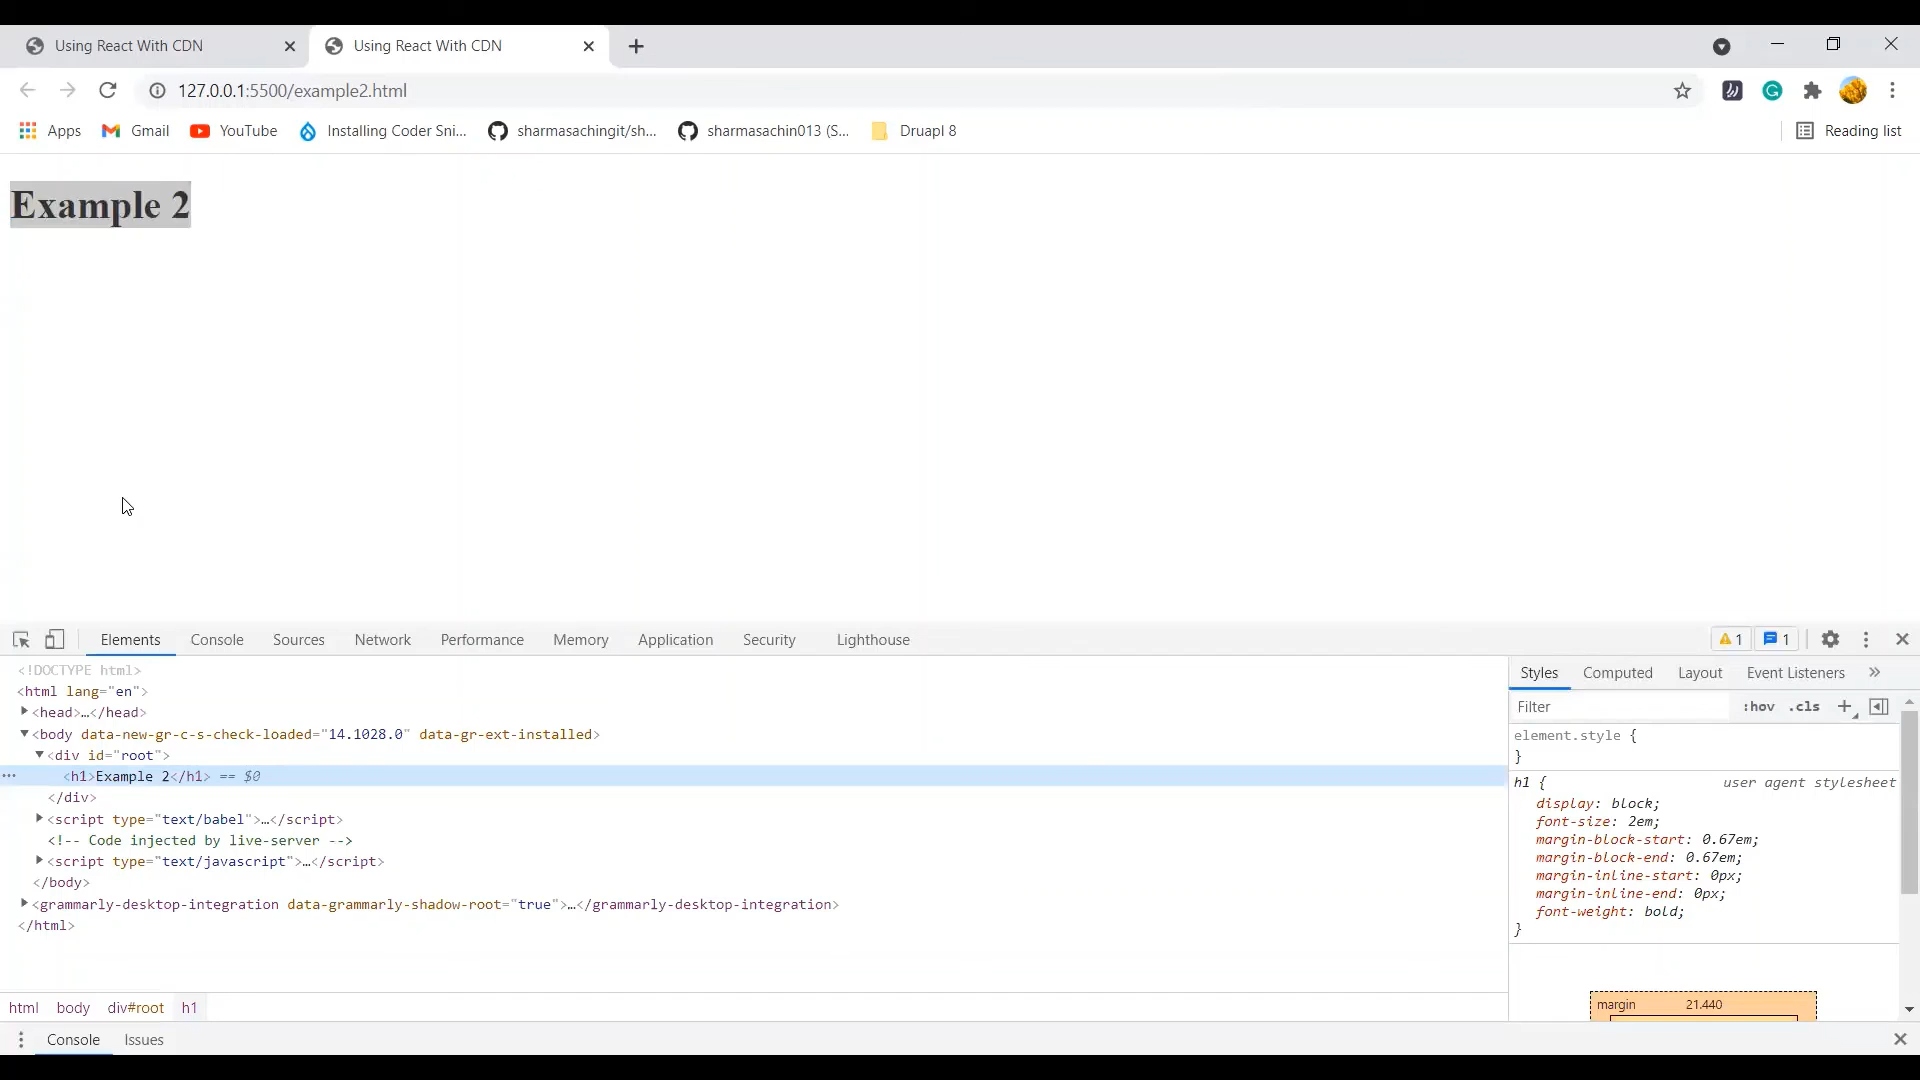 Using React With CDN
Using React With CDN
127.0.0.1:5500/example2.html
Apps
Gmail
YouTube
Installing Coder Sni...
sharmasachingit/sh...
sharmasachin013 (S...
Druapl 8
Reading list
Example 2
Elements
Console
Sources
Network
Performance
Memory
Application
Security
Lighthouse
1
1
<!DOCTYPE html>
<html lang="en">
<head>…</head>
<body data-new-gr-c-s-check-loaded="14.1028.0" data-gr-ext-installed>
<div id="root">
<h1>Example 2</h1> == $0
</div>
<script type="text/babel">…</script>
<!-- Code injected by live-server -->
<script type="text/javascript">…</script>
</body>
<grammarly-desktop-integration data-grammarly-shadow-root="true">…</grammarly-desktop-integration>
</html>
html
body
div#root
h1
Styles
Computed
Layout
Event Listeners
Filter
:hov
.cls
element.style {
}
h1 {
user agent stylesheet
display: block;
font-size: 2em;
margin-block-start: 0.67em;
margin-block-end: 0.67em;
margin-inline-start: 0px;
margin-inline-end: 0px;
font-weight: bold;
}
margin
21.440
Console
Issues